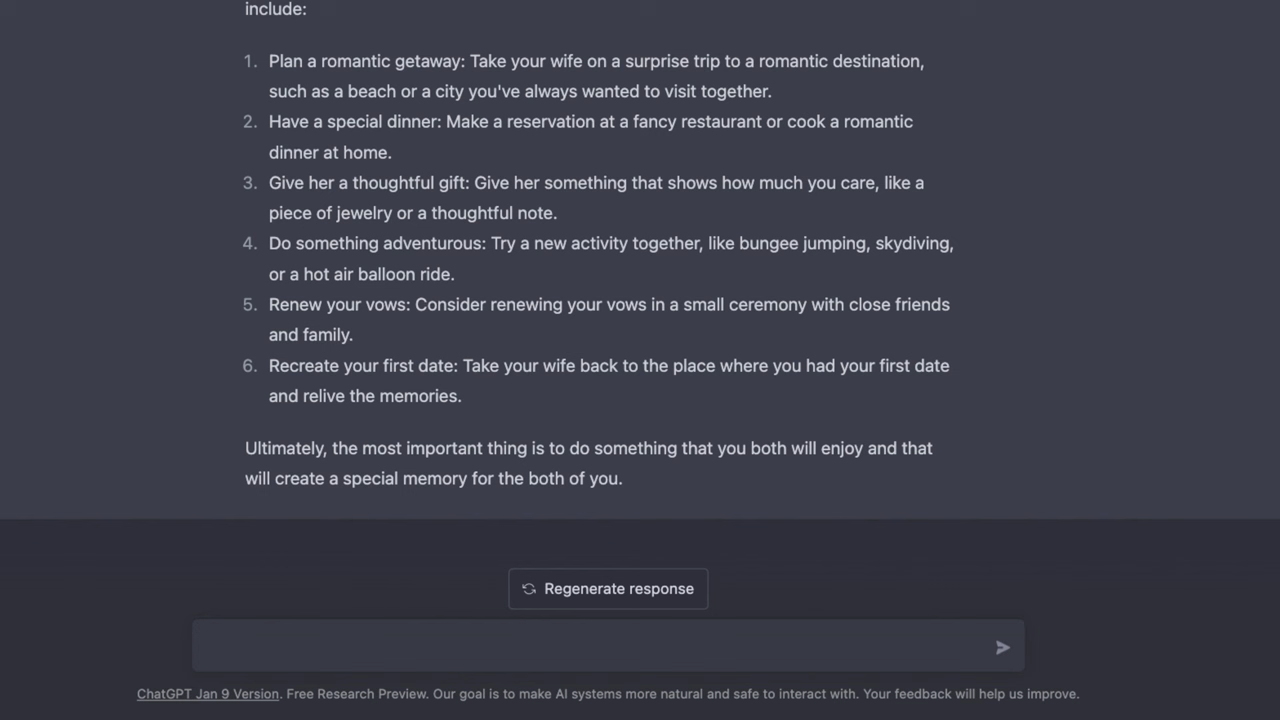 include:
1. Plan a romantic getaway: Take your wife on a surprise trip to a romantic destination,
such as a beach or a city you've always wanted to visit together.
2. Have a special dinner: Make a reservation at a fancy restaurant or cook a romantic
dinner at home.
3. Give her a thoughtful gift: Give her something that shows how much you care, like a
piece of jewelry or a thoughtful note.
4. Do something adventurous: Try a new activity together, like bungee jumping, skydiving,
or a hot air balloon ride.
5. Renew your vows: Consider renewing your vows in a small ceremony with close friends
and family.
6. Recreate your first date: Take your wife back to the place where you had your first date
and relive the memories.
Ultimately, the most important thing is to do something that you both will enjoy and that
will create a special memory for the both of you.
Regenerate response
ChatGPT Jan 9 Version. Free Research Preview. Our goal is to make AI systems more natural and safe to interact with. Your feedback will help us improve.